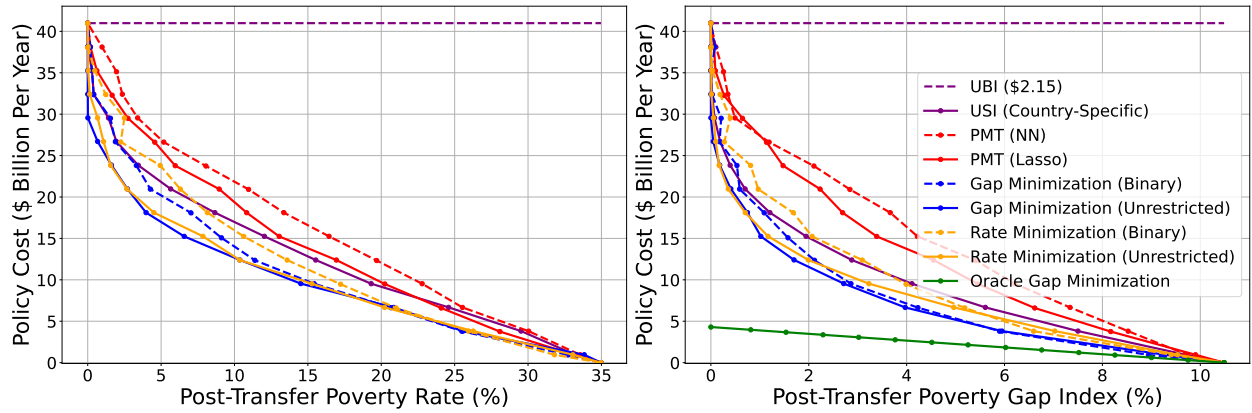 Policy Cost ($ Billion Per Year)
40
35
30
25
20
15
10
5
0
0
5
10
15
20
25
30
35
Post-Transfer Poverty Rate (%)
Policy Cost ($ Billion Per Year)
40
35
30
25
20
15
10
5
0
0
2
4
6
8
10
Post-Transfer Poverty Gap Index (%)
UBI ($2.15)
USI (Country-Specific)
PMT (NN)
PMT (Lasso)
Gap Minimization (Binary)
Gap Minimization (Unrestricted)
Rate Minimization (Binary)
Rate Minimization (Unrestricted)
Oracle Gap Minimization